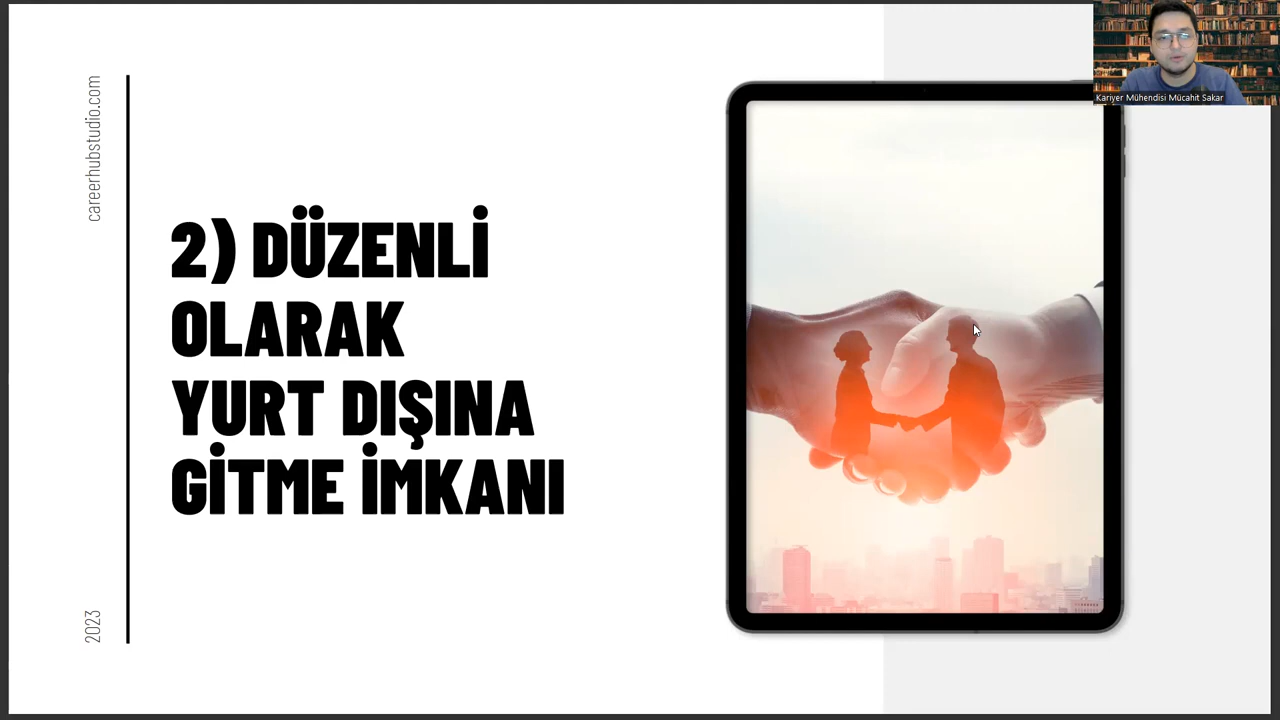 careerhubstudio.com
2) DÜZENLİ
OLARAK
YURT DIŞINA
GİTME İMKANI
2023
Kariyer Mühendisi Mücahit Sakar